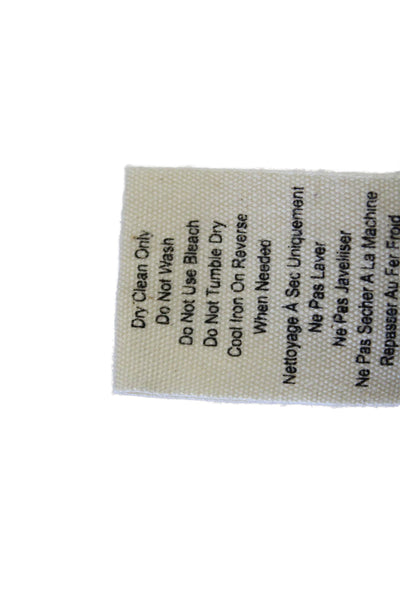 Dry Clean Only
Do Not Wash
Do Not Use Bleach
Do Not Tumble Dry
Cool Iron On Reverse
When Needed
Nettoyage À Sec Uniquement
Ne Pas Laver
Ne Pas Javelliser
Ne Pas Secher A La Machine
Repasser Au Fer Froid